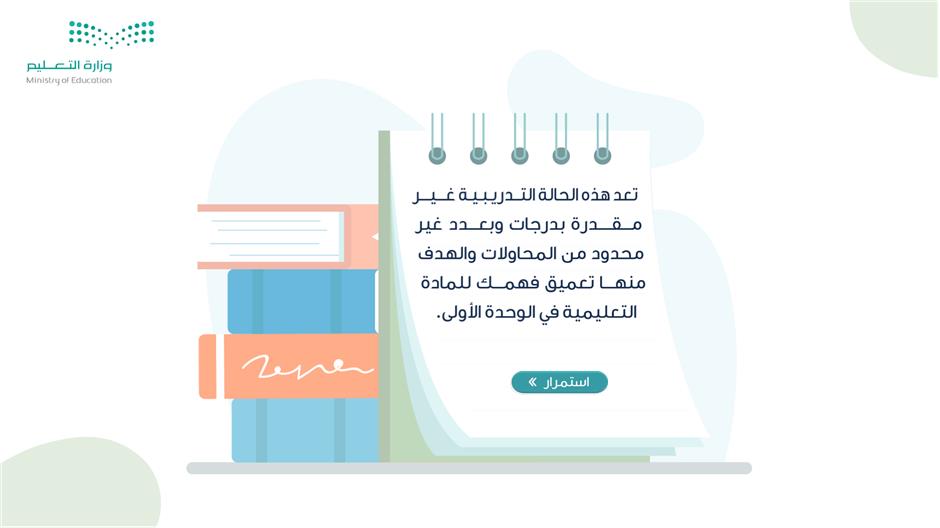 وزارة التعليم
Ministry of Education
تعد هذه الحالة التدريبية غير
مقدرة بدرجات وبعدد غير
محدود من المحاولات والهدف
منها تعميق فهمك للمادة
التعليمية في الوحدة الأولى.
استمرار »